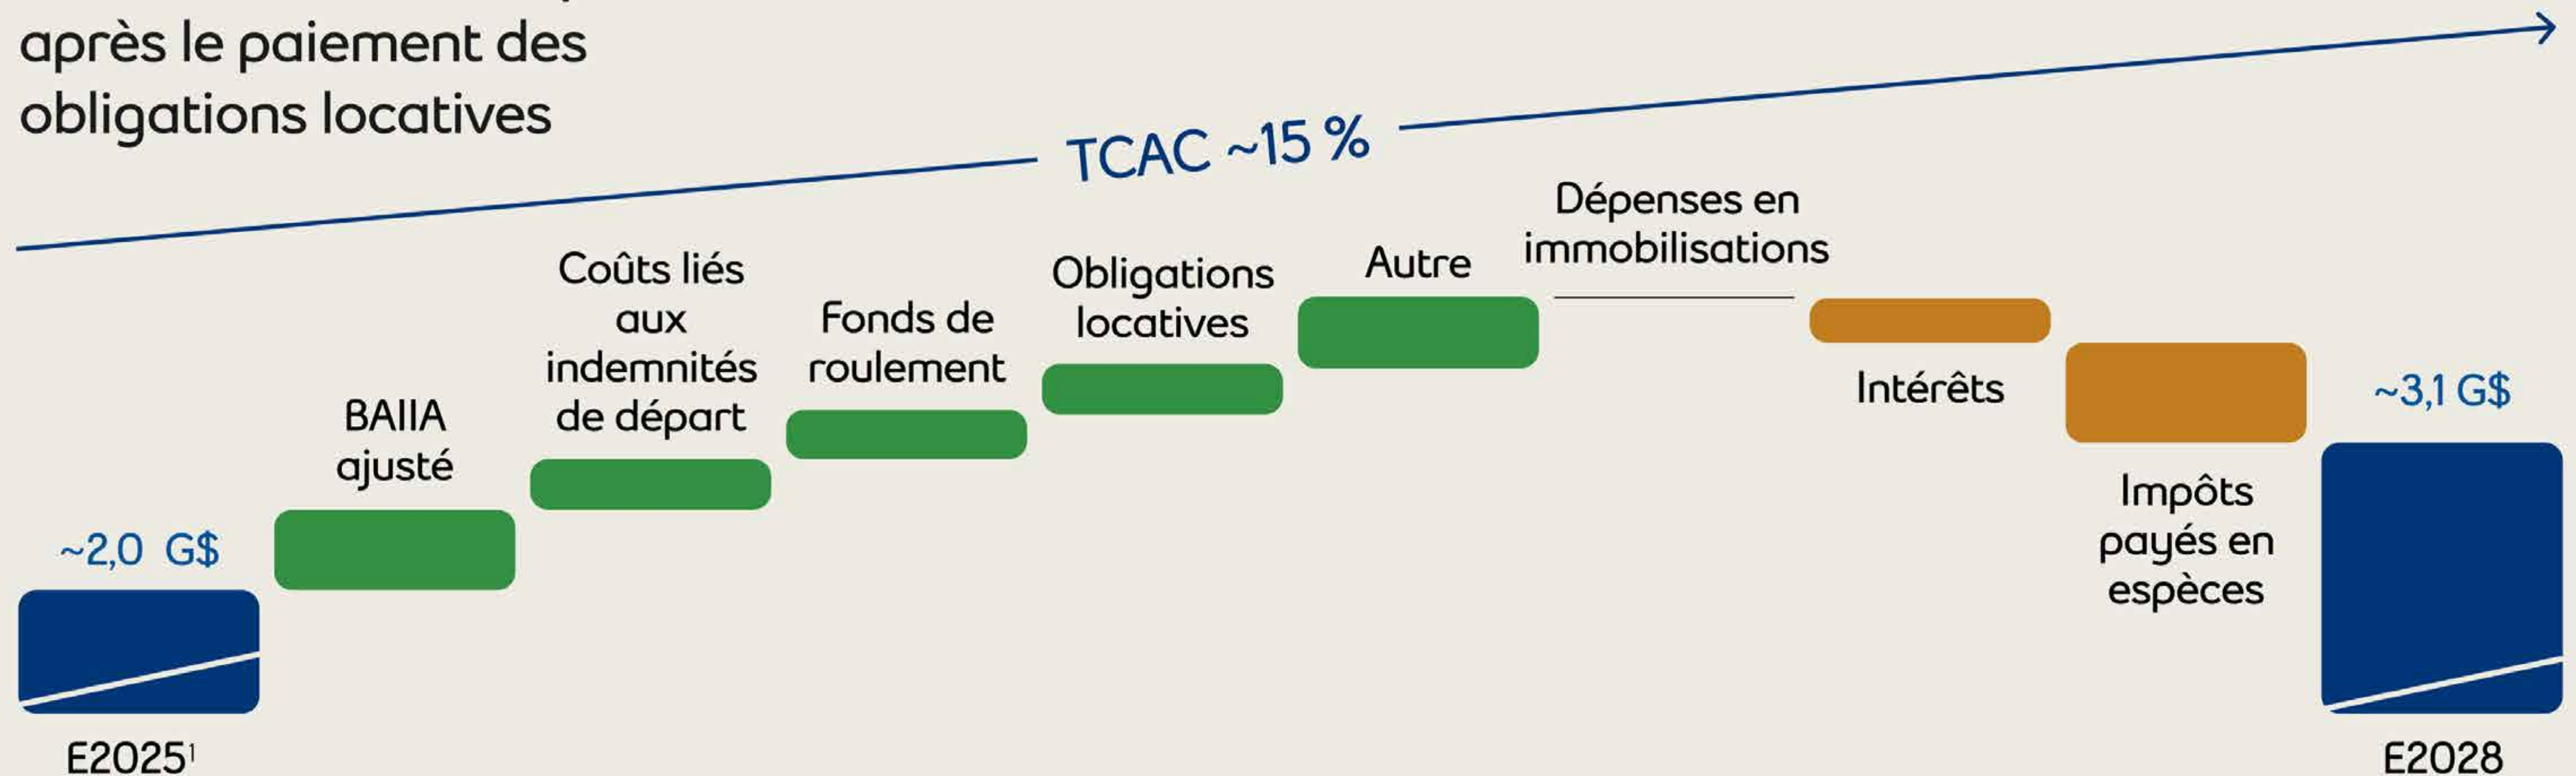 après le paiement des
obligations locatives
TCAC ~15 %
~2,0 G$
E2025¹
BAIIA
ajusté
Coûts liés
aux
indemnités
de départ
Fonds de
roulement
Obligations
locatives
Autre
Dépenses en
immobilisations
Intérêts
Impôts
payés en
espèces
~3,1 G$
E2028